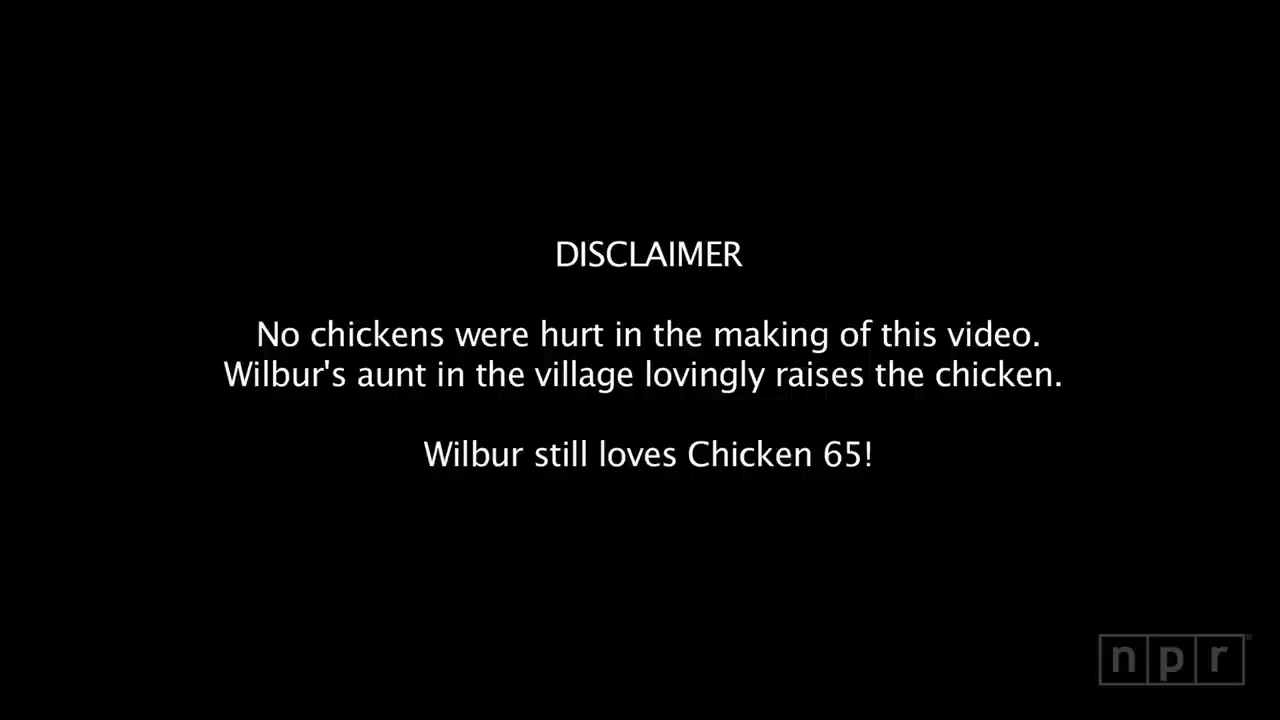 DISCLAIMER
No chickens were hurt in the making of this video.
Wilbur's aunt in the village lovingly raises the chicken.
Wilbur still loves Chicken 65!
npr